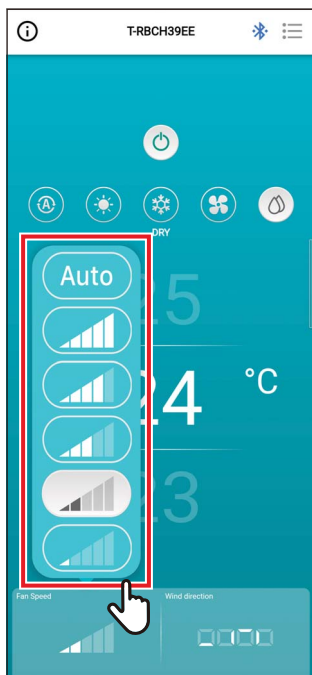 T-RBCH39EE
A
DRY
Auto
25
24 °C
23
Fan Speed
Wind direction